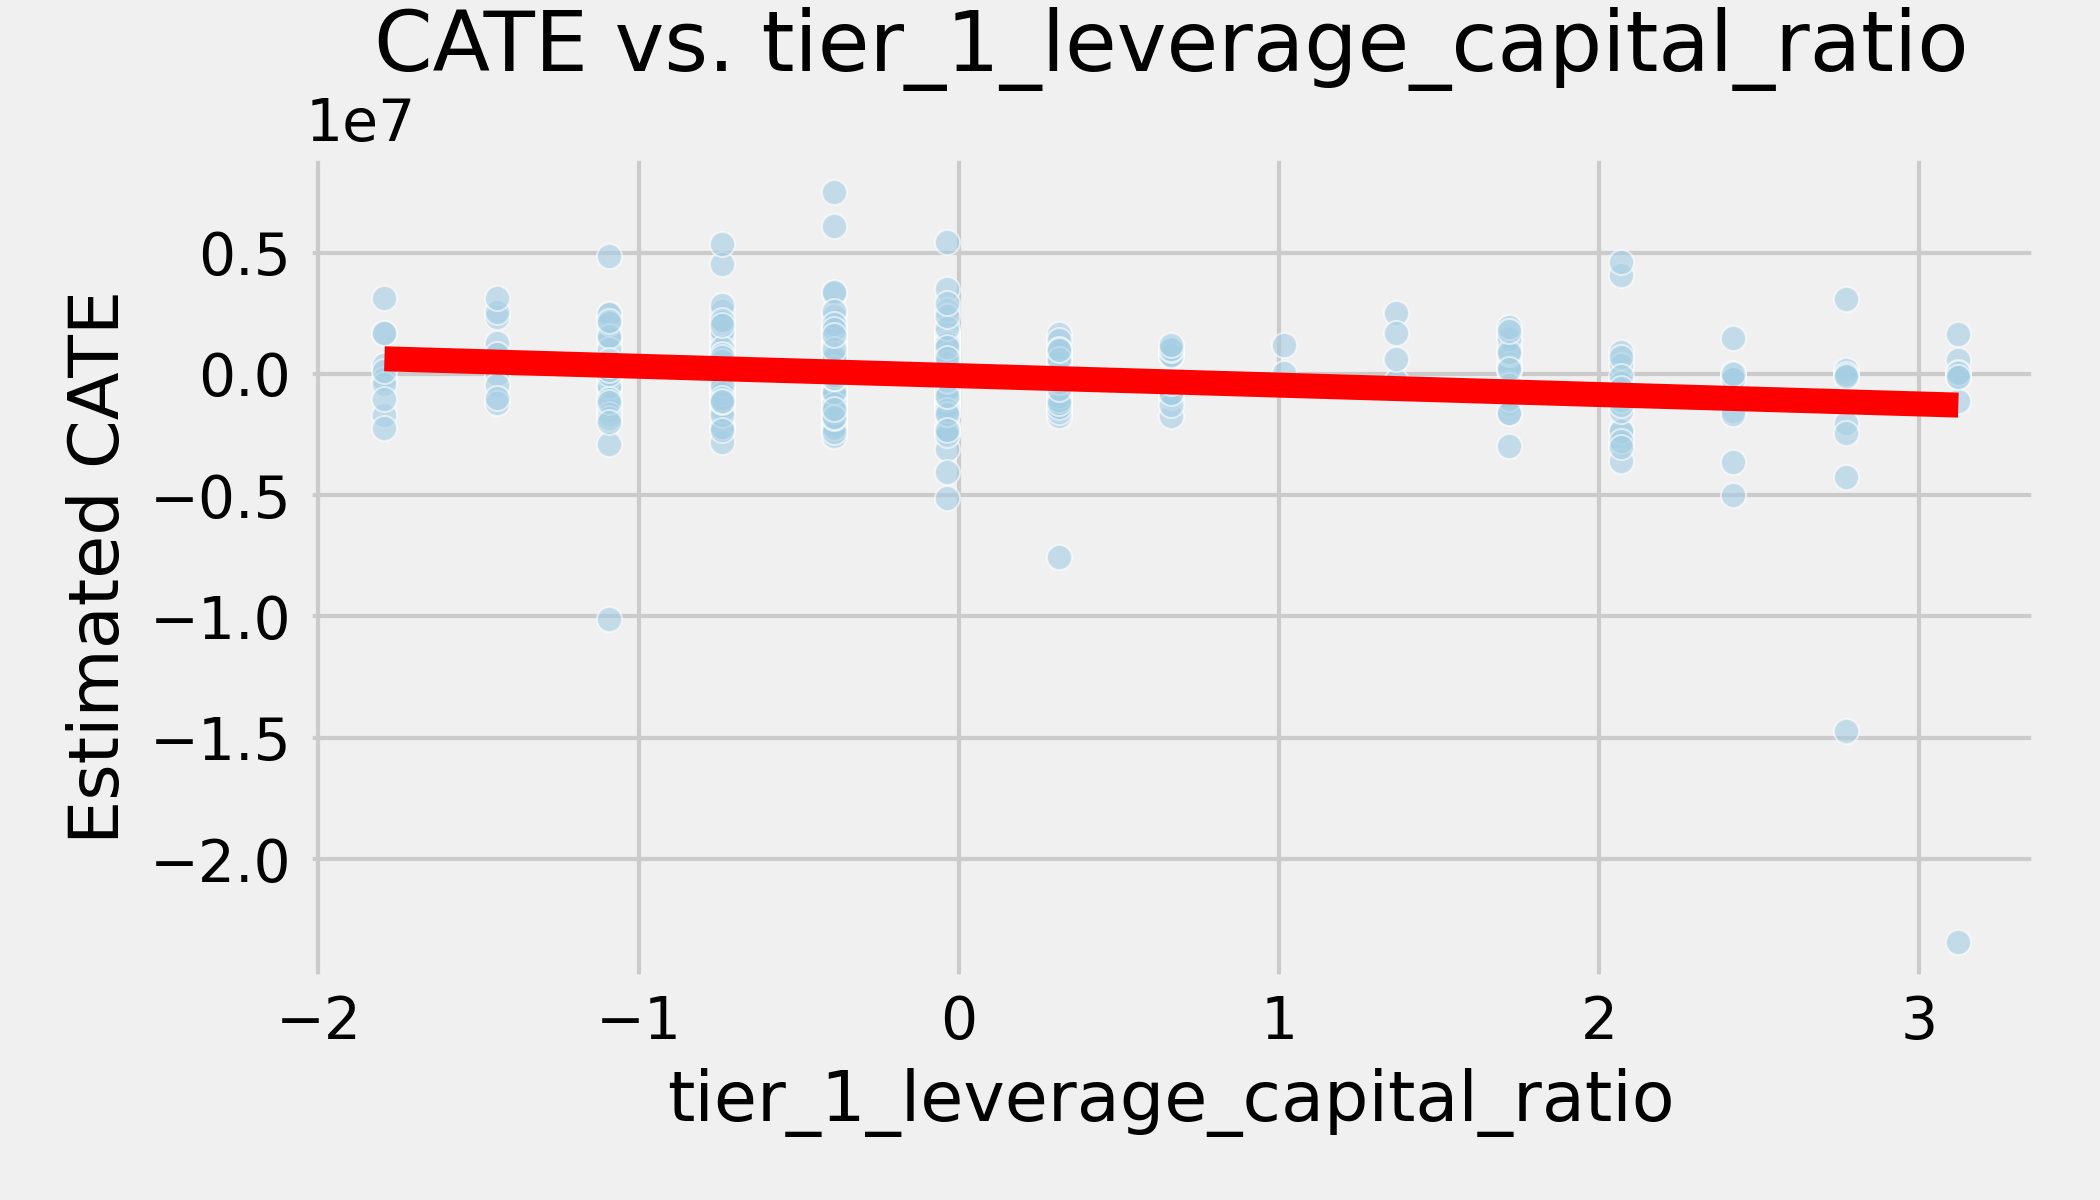 CATE vs. tier_1_leverage_capital_ratio
1e7
0.5
0.0
−0.5
−1.0
−1.5
−2.0
Estimated CATE
−2 −1 0 1 2 3
tier_1_leverage_capital_ratio